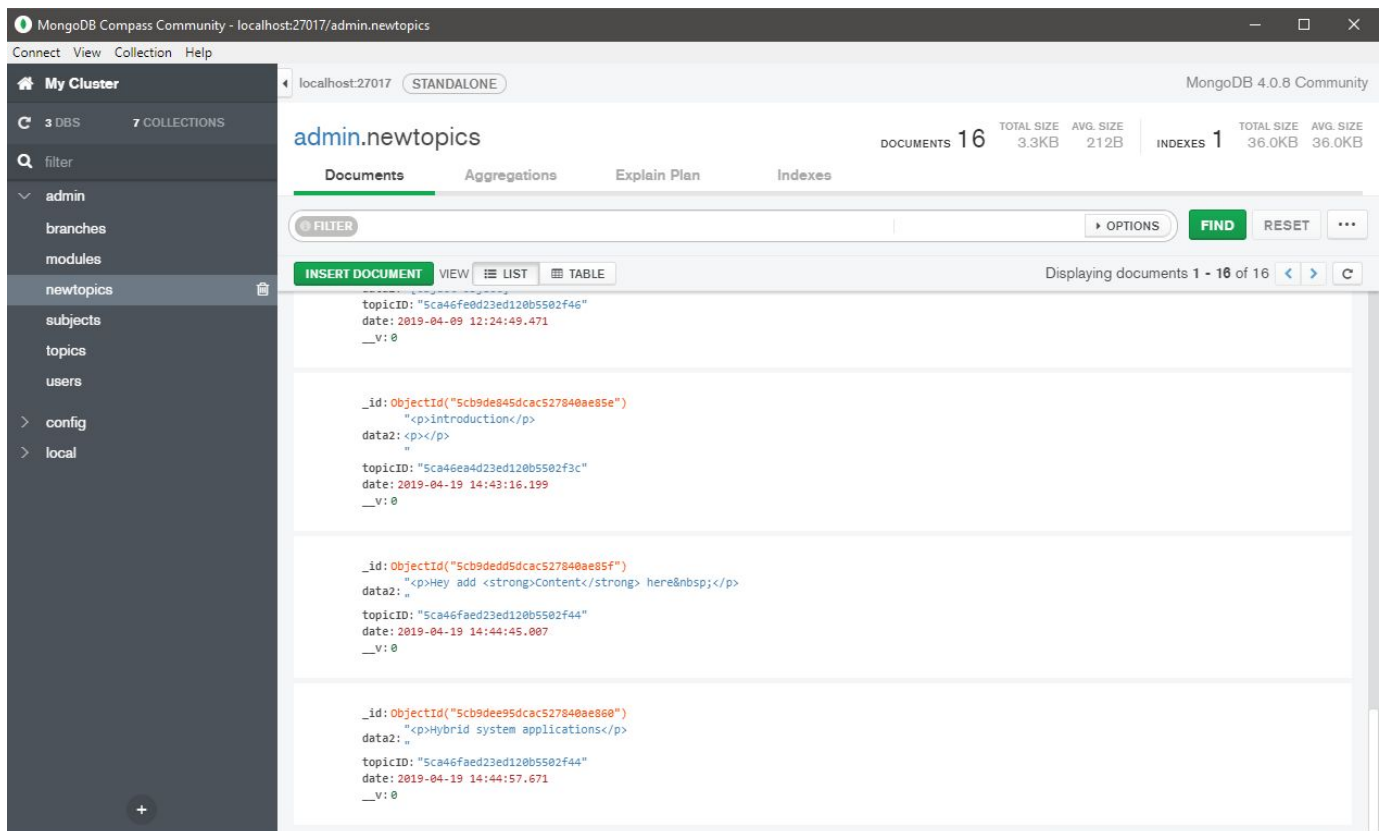 MongoDB Compass Community - localhost:27017/admin.newtopics
Connect View Collection Help
My Cluster
3 DBS 7 COLLECTIONS
filter
admin
branches
modules
newtopics
subjects
topics
users
config
local
+
localhost:27017 STANDALONE MongoDB 4.0.8 Community
admin.newtopics
DOCUMENTS 16 TOTAL SIZE 3.3KB AVG. SIZE 212B INDEXES 1 TOTAL SIZE 36.0KB AVG. SIZE 36.0KB
Documents Aggregations Explain Plan Indexes
FILTER OPTIONS FIND RESET ...
INSERT DOCUMENT VIEW LIST TABLE Displaying documents 1 - 16 of 16 < > C
topicID: "5ca46fe0d23ed120b5502f46"
date: 2019-04-09 12:24:49.471
__v: 0
_id: ObjectId("5cb9de845dcac527840ae85e")
"<p>introduction</p>
data2: <p></p>
"
topicID: "5ca46ea4d23ed120b5502f3c"
date: 2019-04-19 14:43:16.199
__v: 0
_id: ObjectId("5cb9dedd5dcac527840ae85f")
"<p>Hey add <strong>Content</strong> here&nbsp;</p>
data2: "
topicID: "5ca46faed23ed120b5502f44"
date: 2019-04-19 14:44:45.007
__v: 0
_id: ObjectId("5cb9dee95dcac527840ae860")
"<p>Hybrid system applications</p>
data2: "
topicID: "5ca46faed23ed120b5502f44"
date: 2019-04-19 14:44:57.671
__v: 0